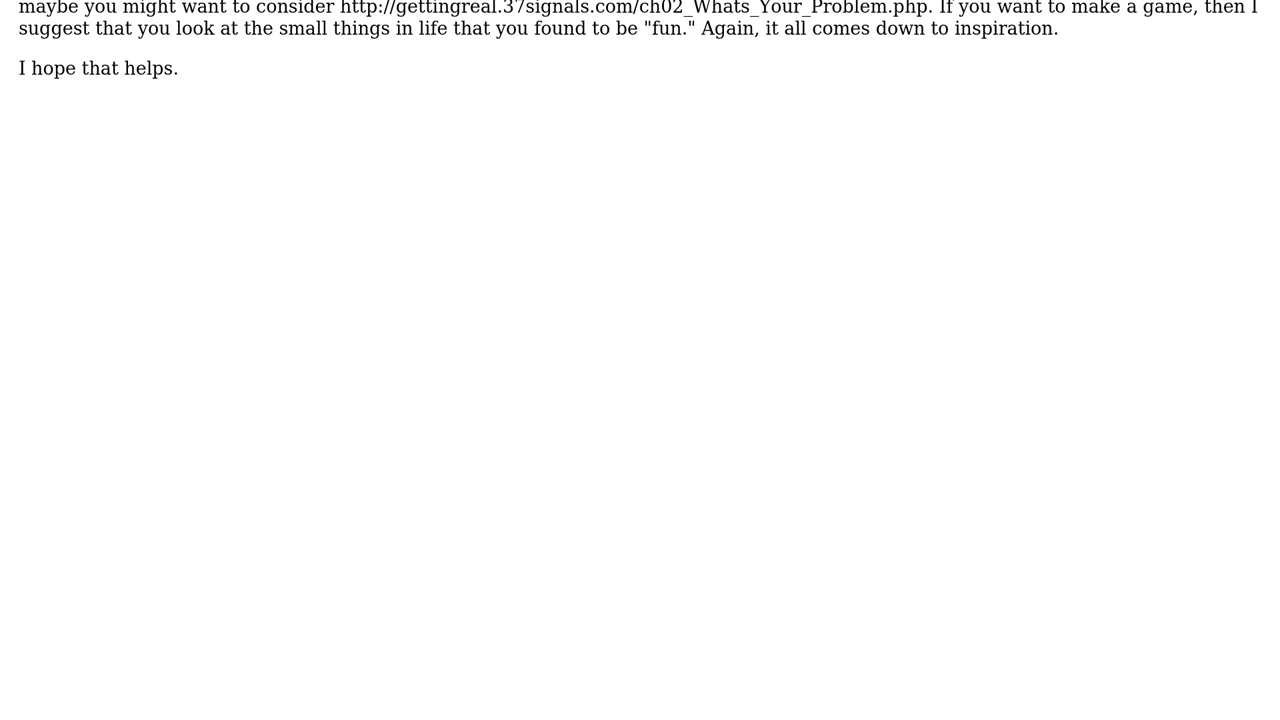 maybe you might want to consider http://gettingreal.37signals.com/ch02_Whats_Your_Problem.php. If you want to make a game, then I
suggest that you look at the small things in life that you found to be "fun." Again, it all comes down to inspiration.
I hope that helps.